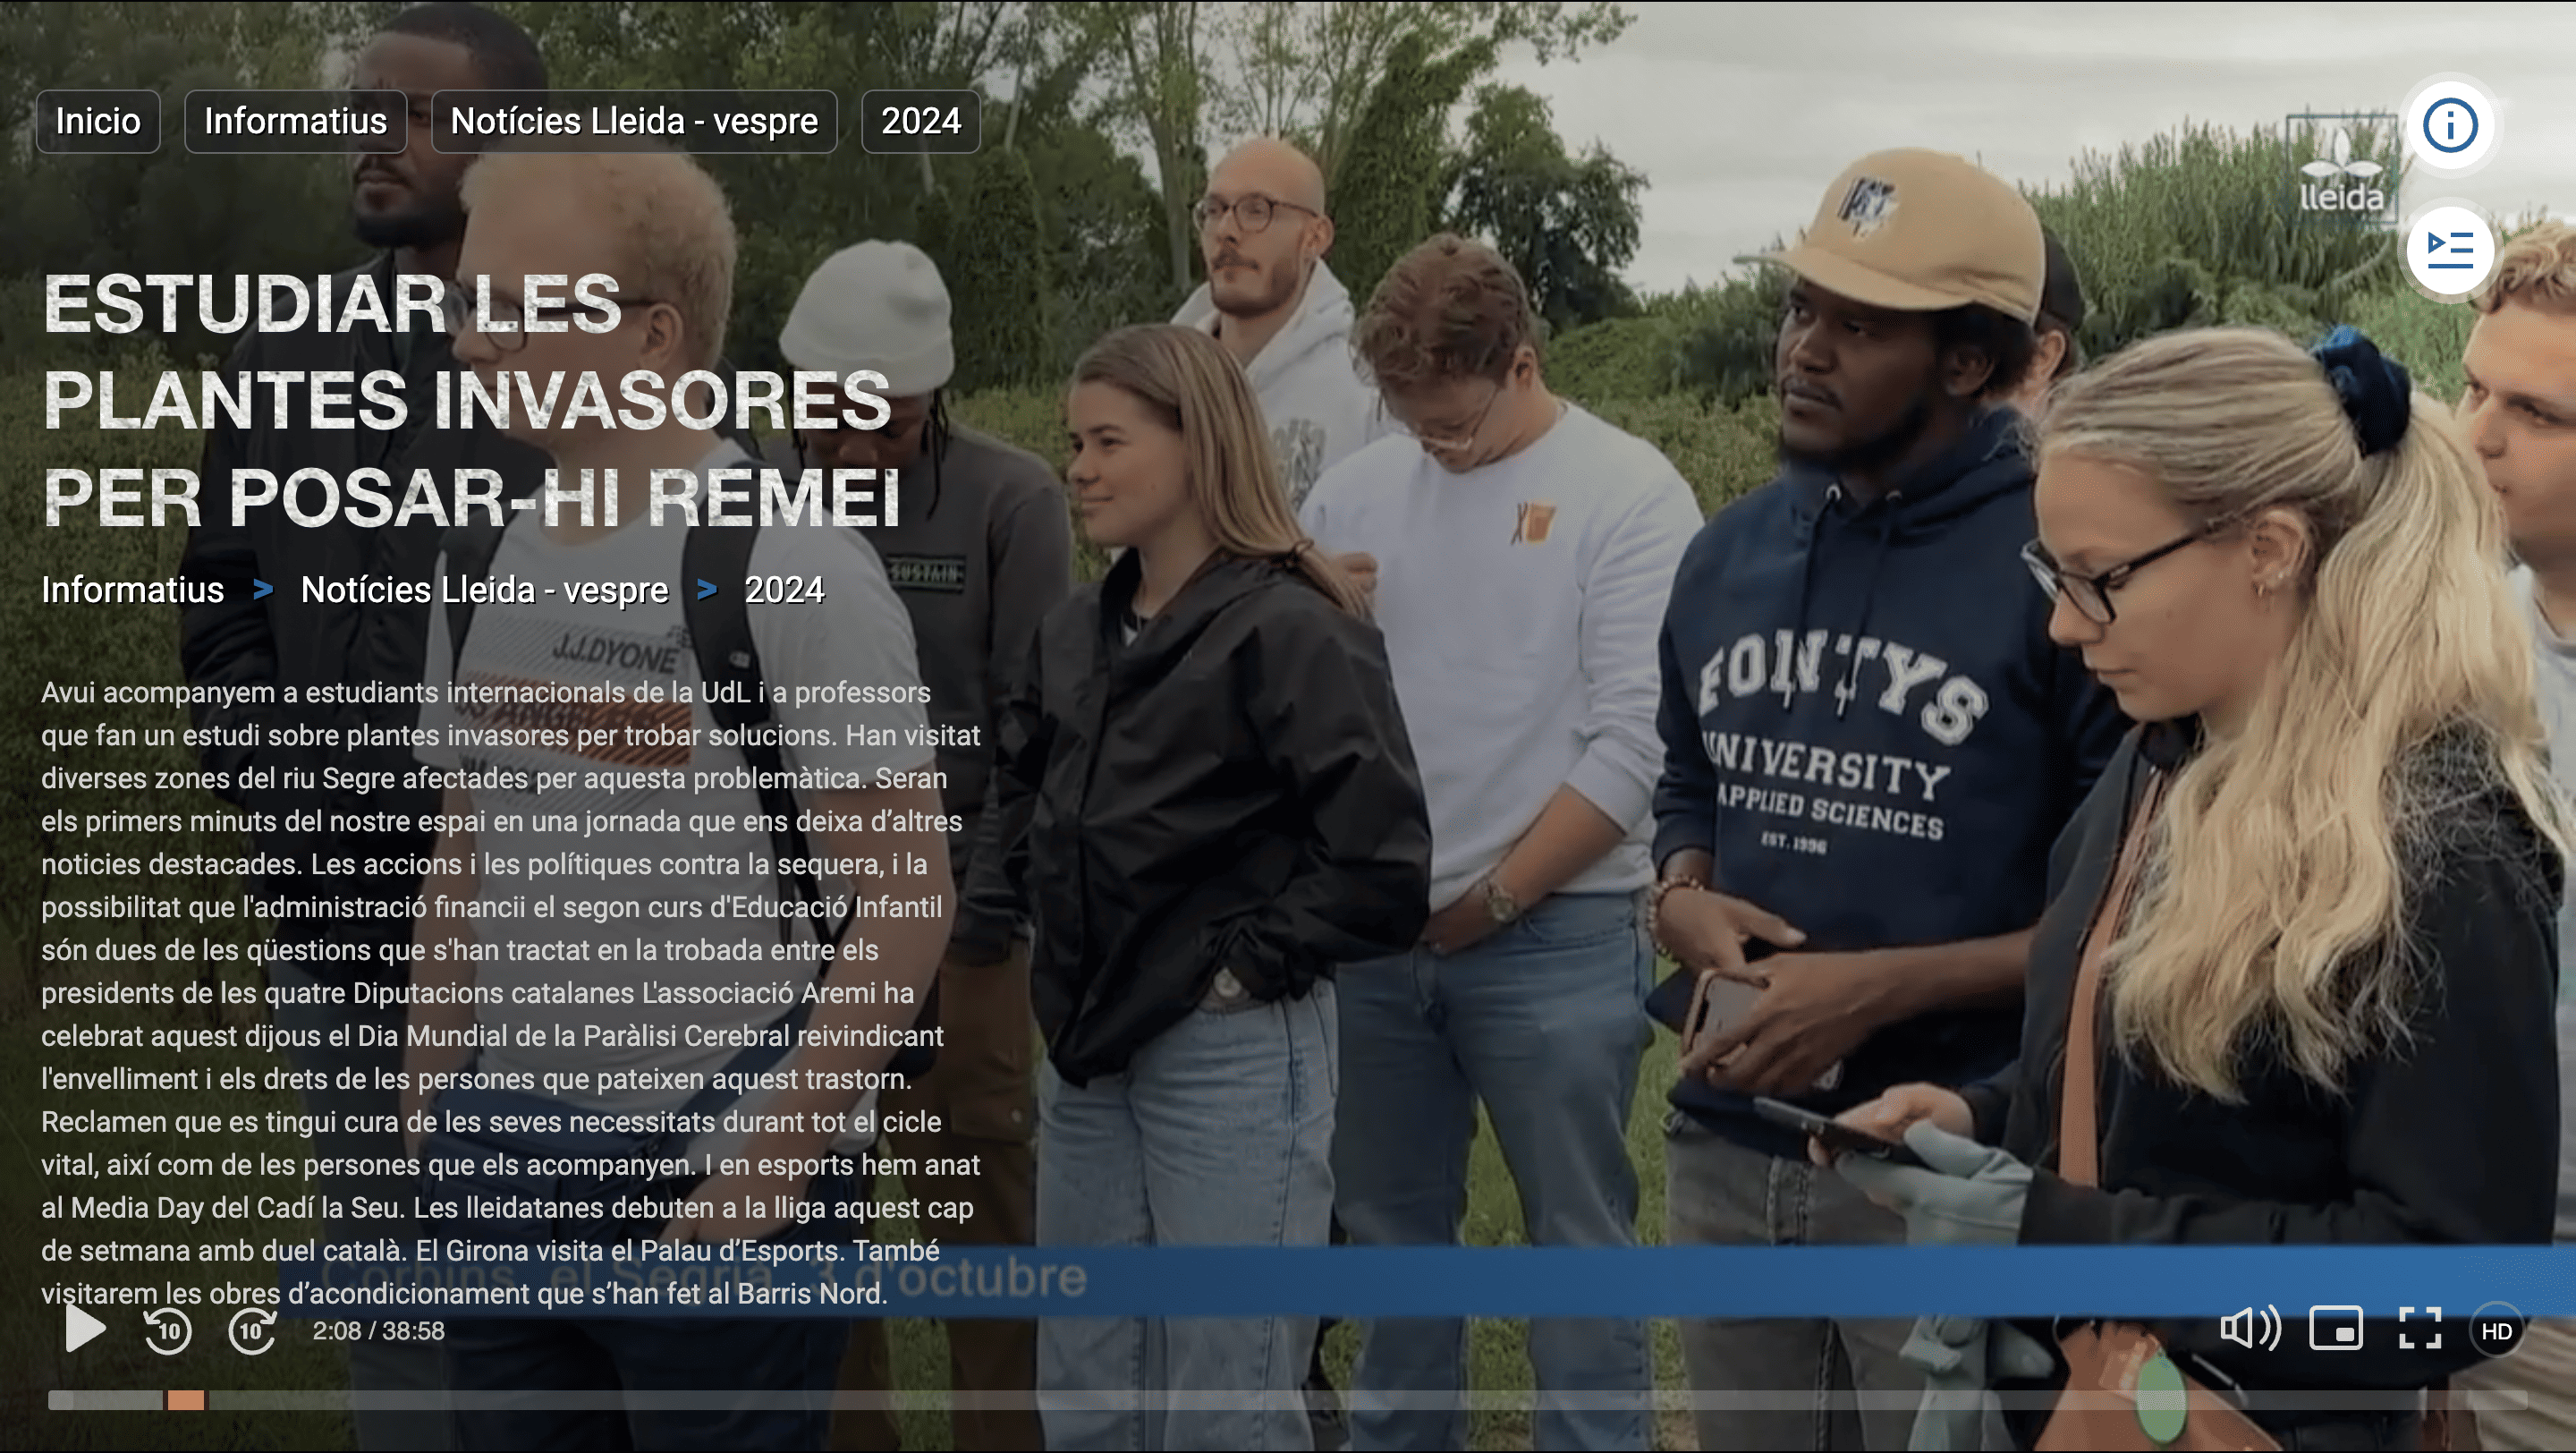 Inicio
Informatius
Notícies Lleida - vespre
2024
lleida
ESTUDIAR LES
PLANTES INVASORES
PER POSAR-HI REMEI
Informatius > Notícies Lleida - vespre > 2024
SUSTAIN
J.J.DYONE
FONTYS
UNIVERSITY
APPLIED SCIENCES
EST. 1996
Avui acompanyem a estudiants internacionals de la UdL i a professors
que fan un estudi sobre plantes invasores per trobar solucions. Han visitat
diverses zones del riu Segre afectades per aquesta problemàtica. Seran
els primers minuts del nostre espai en una jornada que ens deixa d’altres
noticies destacades. Les accions i les polítiques contra la sequera, i la
possibilitat que l'administració financii el segon curs d'Educació Infantil
són dues de les qüestions que s'han tractat en la trobada entre els
presidents de les quatre Diputacions catalanes L'associació Aremi ha
celebrat aquest dijous el Dia Mundial de la Paràlisi Cerebral reivindicant
l'envelliment i els drets de les persones que pateixen aquest trastorn.
Reclamen que es tingui cura de les seves necessitats durant tot el cicle
vital, així com de les persones que els acompanyen. I en esports hem anat
al Media Day del Cadí la Seu. Les lleidatanes debuten a la lliga aquest cap
de setmana amb duel català. El Girona visita el Palau d’Esports. També
visitarem les obres d’acondicionament que s’han fet al Barris Nord.
Corbins, el Segrià, 3 d'octubre
10
10
2:08 / 38:58
HD